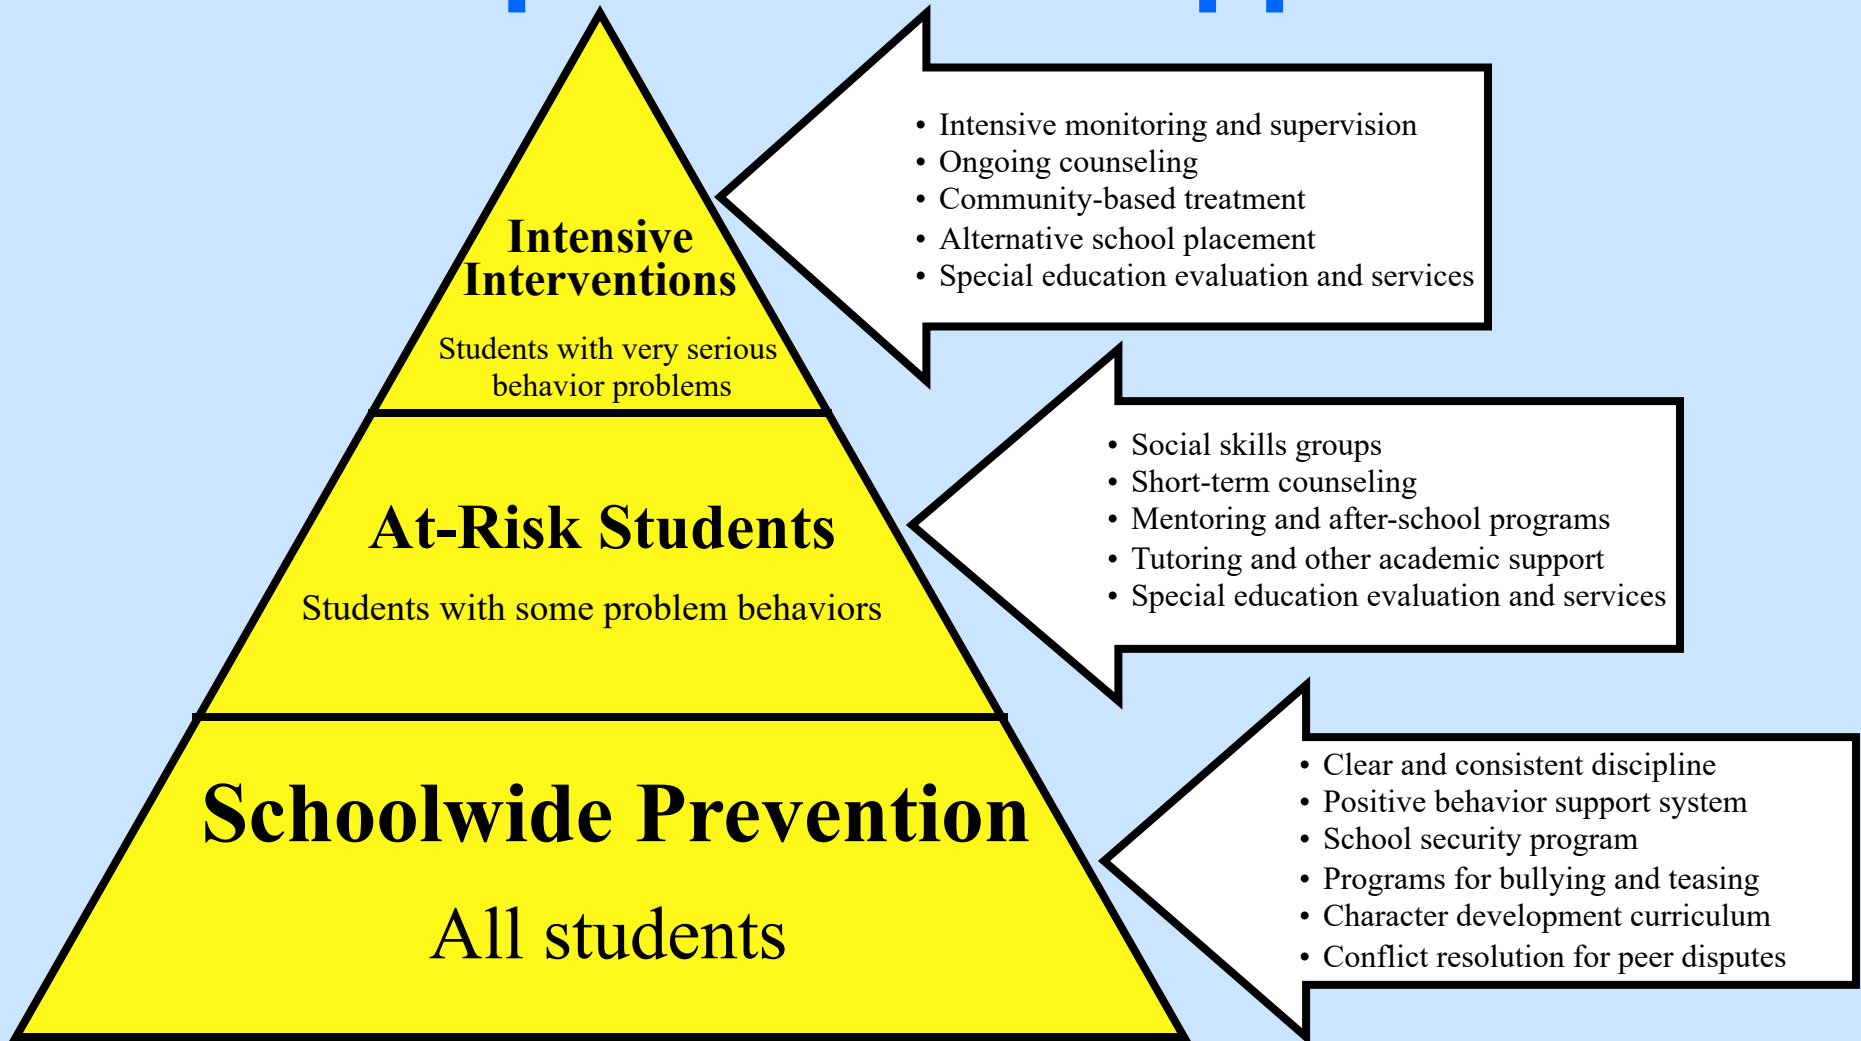 Intensive
Interventions
Students with very serious
behavior problems
• Intensive monitoring and supervision
• Ongoing counseling
• Community-based treatment
• Alternative school placement
• Special education evaluation and services
At-Risk Students
Students with some problem behaviors
• Social skills groups
• Short-term counseling
• Mentoring and after-school programs
• Tutoring and other academic support
• Special education evaluation and services
Schoolwide Prevention
All students
• Clear and consistent discipline
• Positive behavior support system
• School security program
• Programs for bullying and teasing
• Character development curriculum
• Conflict resolution for peer disputes